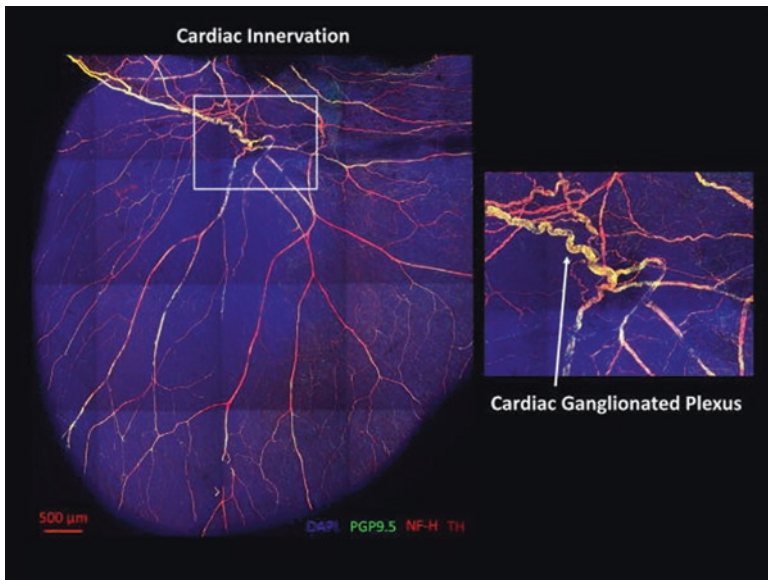 Cardiac Innervation
Cardiac Ganglionated Plexus
500 µm
DAPI PGP9.5 NF-H TH